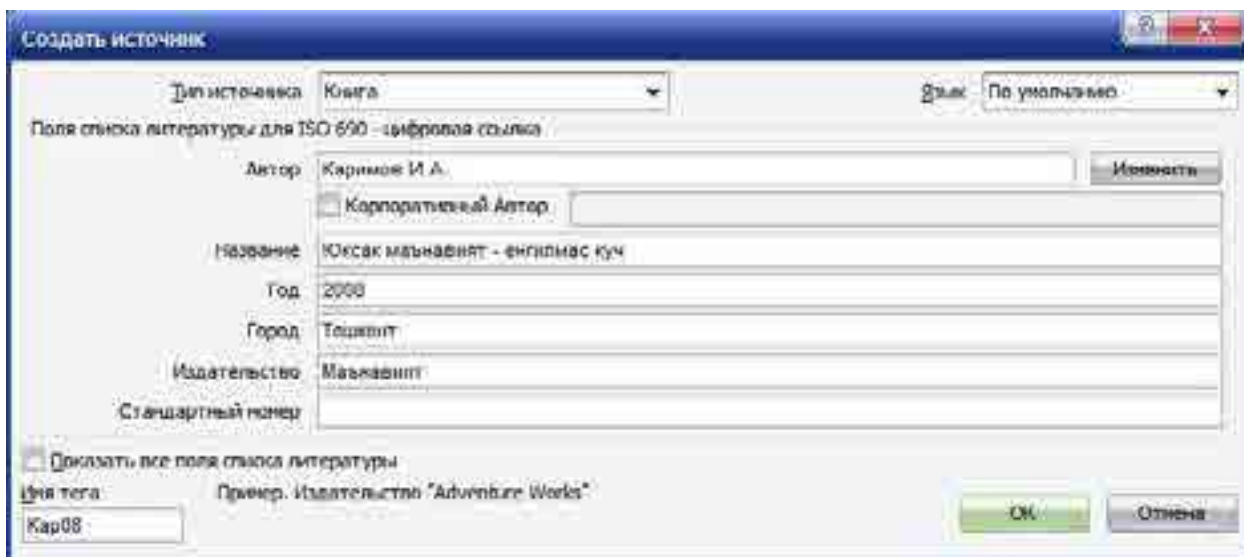 Создать источник
Тип источника Книга Язык По умолчанию
Поля списка литературы для ISO 690 - цифровая ссылка
Автор Каримов И.А. Изменить
Корпоративный Автор
Название Юксак маънавият - енгилмас куч
Год 2008
Город Тошкент
Издательство Маънавият
Стандартный номер
Показать все поля списка литературы
Имя тега Пример. Издательство "Adventure Works"
Кар08 ОК Отмена